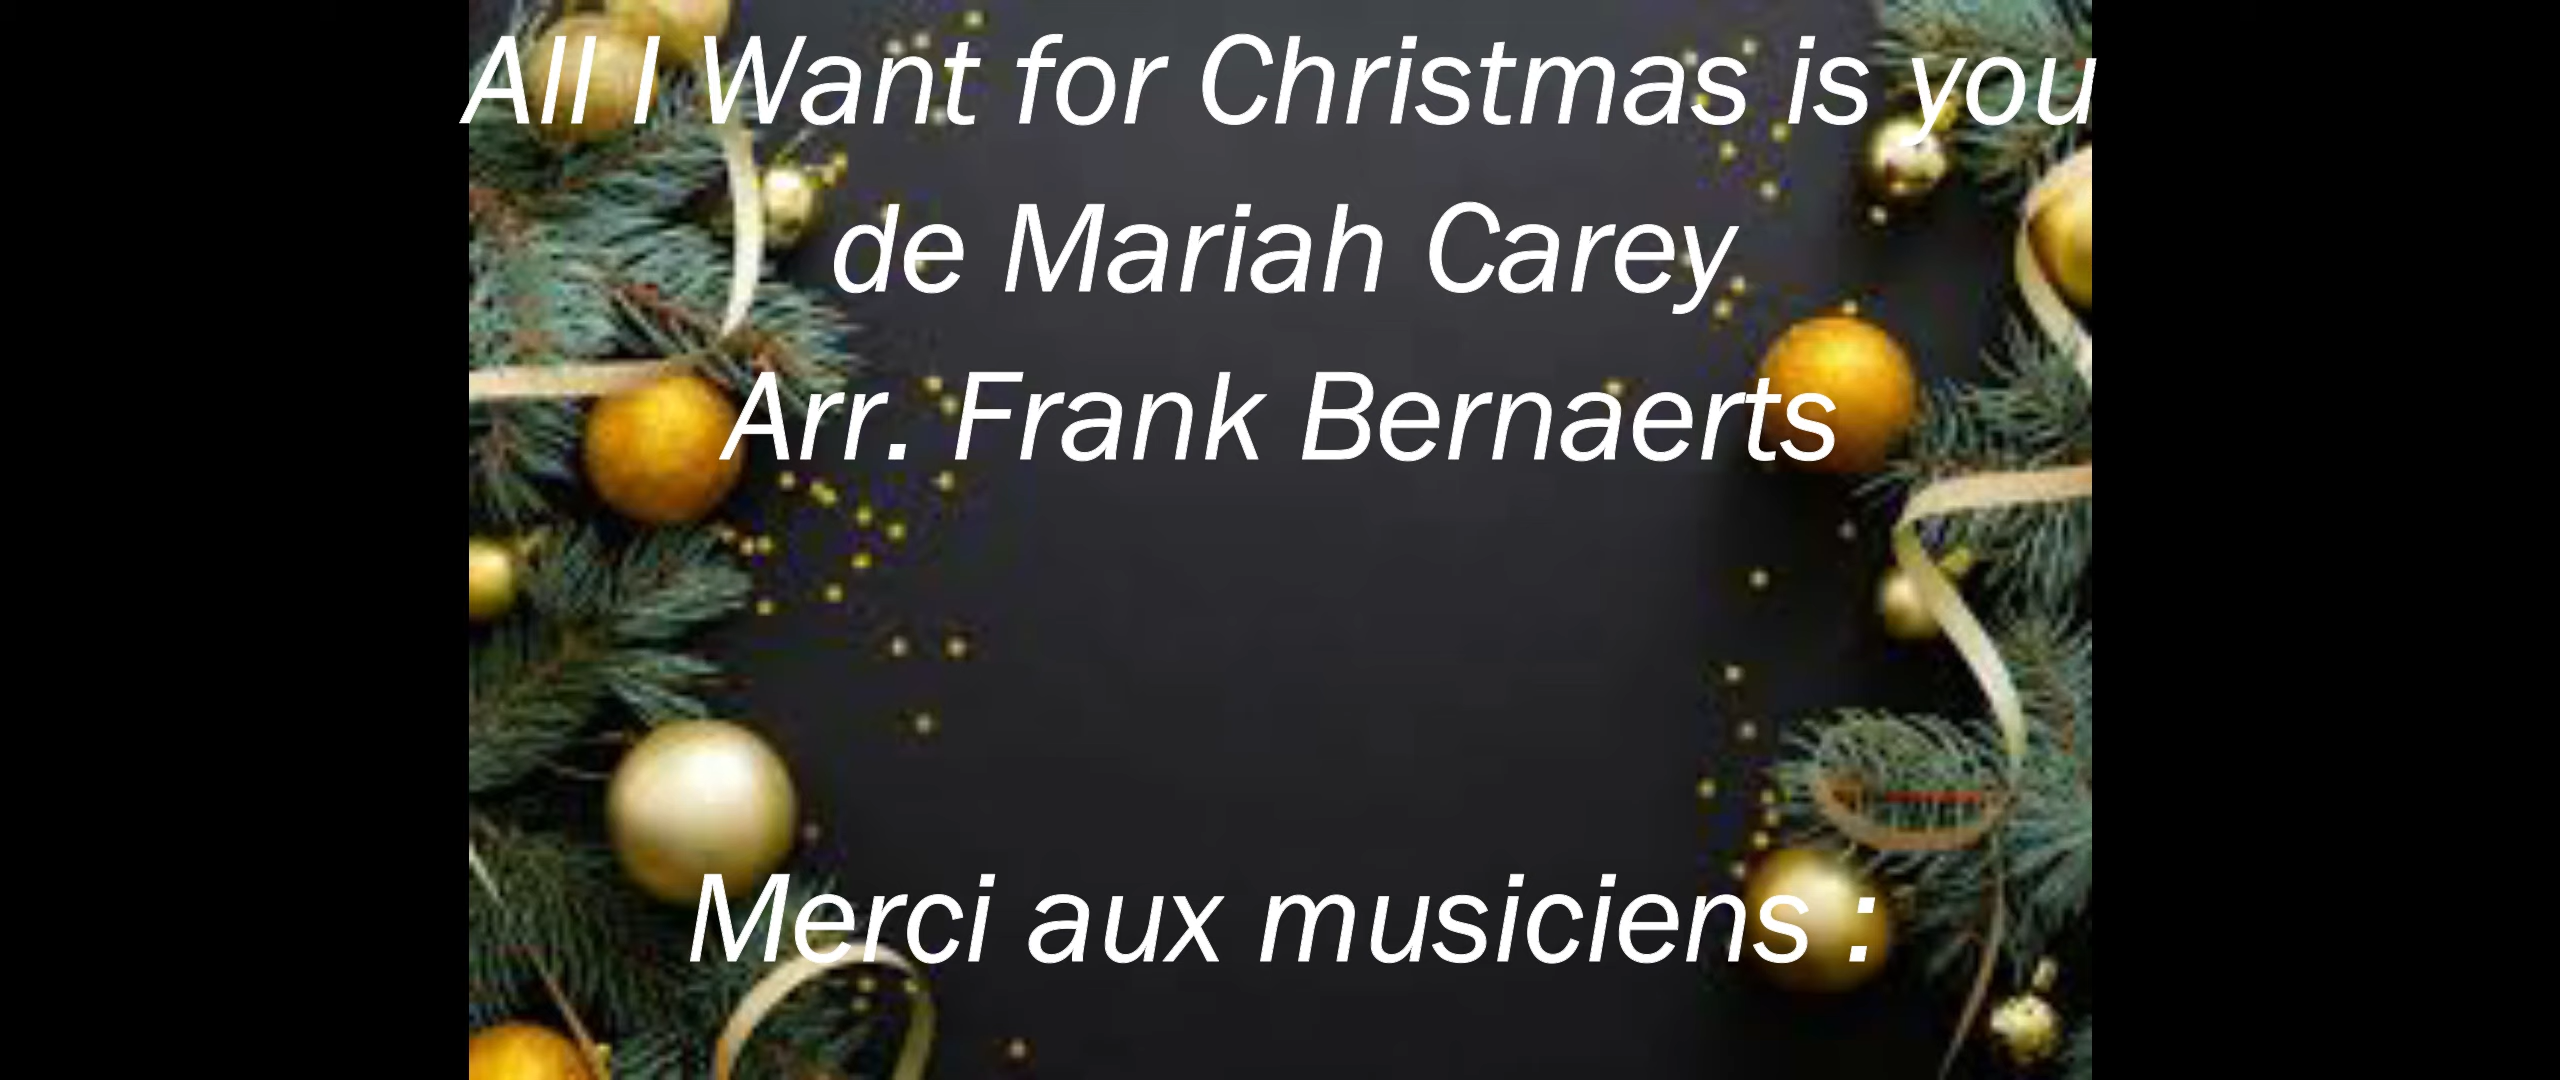 All I Want for Christmas is you
de Mariah Carey
Arr. Frank Bernaerts
Merci aux musiciens :